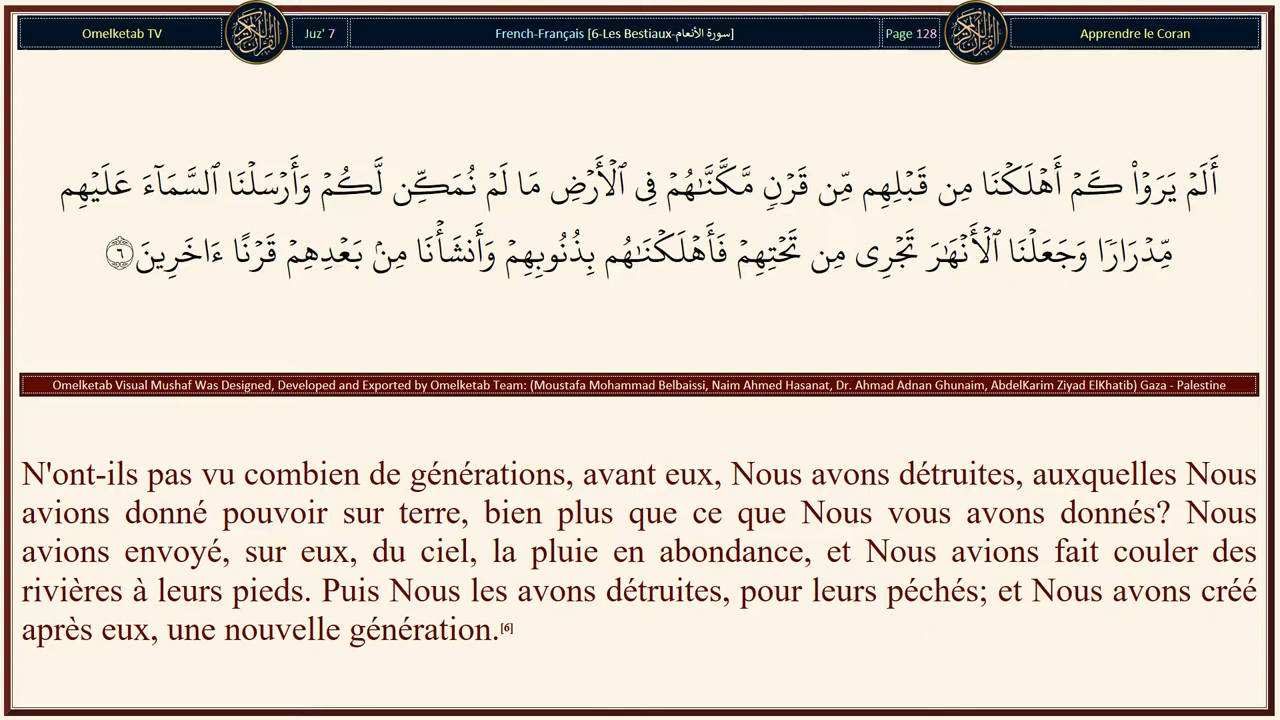 Omelketab TV
Juz' 7
French-Français [6-Les Bestiaux-سورة الأنعام]
Page 128
Apprendre le Coran
أَلَمْ يَرَوْا۟ كَمْ أَهْلَكْنَا مِن قَبْلِهِم مِّن قَرْنٍ مَّكَّنَّـٰهُمْ فِى ٱلْأَرْضِ مَا لَمْ نُمَكِّن لَّكُمْ وَأَرْسَلْنَا ٱلسَّمَآءَ عَلَيْهِم
مِّدْرَارًا وَجَعَلْنَا ٱلْأَنْهَـٰرَ تَجْرِى مِن تَحْتِهِمْ فَأَهْلَكْنَـٰهُم بِذُنُوبِهِمْ وَأَنشَأْنَا مِنۢ بَعْدِهِمْ قَرْنًا ءَاخَرِينَ ٦
Omelketab Visual Mushaf Was Designed, Developed and Exported by Omelketab Team: (Moustafa Mohammad Belbaissi, Naim Ahmed Hasanat, Dr. Ahmad Adnan Ghunaim, AbdelKarim Ziyad ElKhatib) Gaza - Palestine
N'ont-ils pas vu combien de générations, avant eux, Nous avons détruites, auxquelles Nous
avions donné pouvoir sur terre, bien plus que ce que Nous vous avons donnés? Nous
avions envoyé, sur eux, du ciel, la pluie en abondance, et Nous avions fait couler des
rivières à leurs pieds. Puis Nous les avons détruites, pour leurs péchés; et Nous avons créé
après eux, une nouvelle génération.[6]